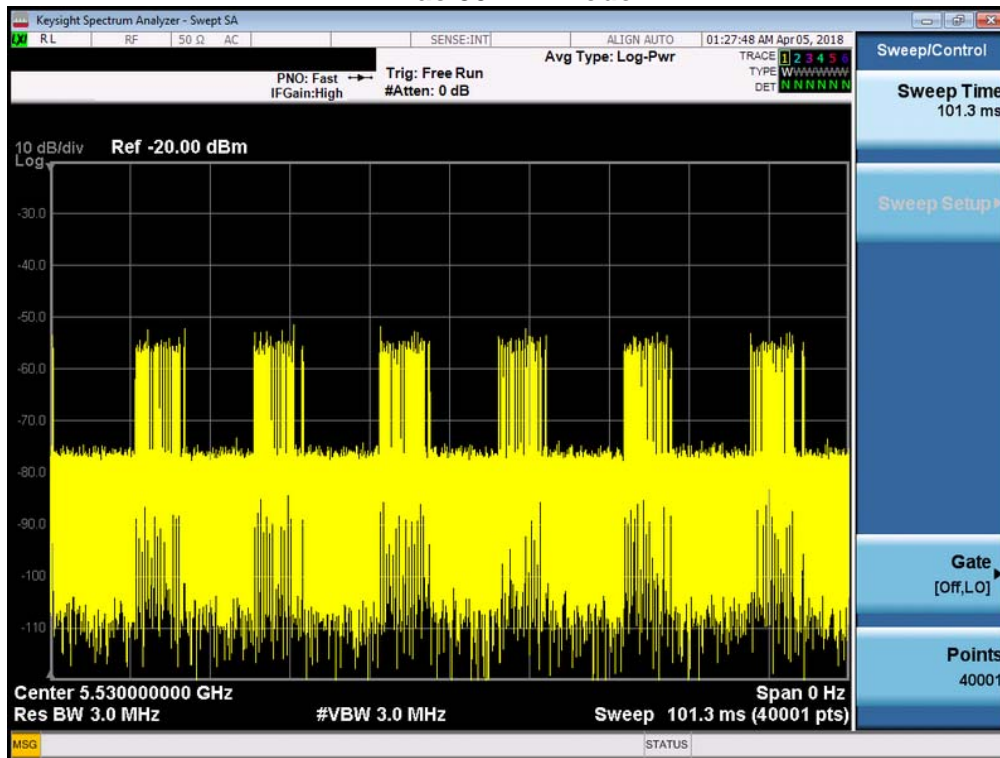 Keysight Spectrum Analyzer - Swept SA
LXI RL RF 50 Ω AC SENSE:INT ALIGN AUTO 01:27:48 AM Apr 05, 2018
Avg Type: Log-Pwr
PNO: Fast
IFGain:High
Trig: Free Run
#Atten: 0 dB
TRACE 1 2 3 4 5 6
TYPE W
DET N N N N N N
10 dB/div Ref -20.00 dBm
Log
-30.0
-40.0
-50.0
-60.0
-70.0
-80.0
-90.0
-100
-110
Center 5.530000000 GHz Span 0 Hz
Res BW 3.0 MHz #VBW 3.0 MHz Sweep 101.3 ms (40001 pts)
MSG STATUS
Sweep/Control
Sweep Time
101.3 ms
Sweep Setup
Gate
[Off,LO]
Points
40001